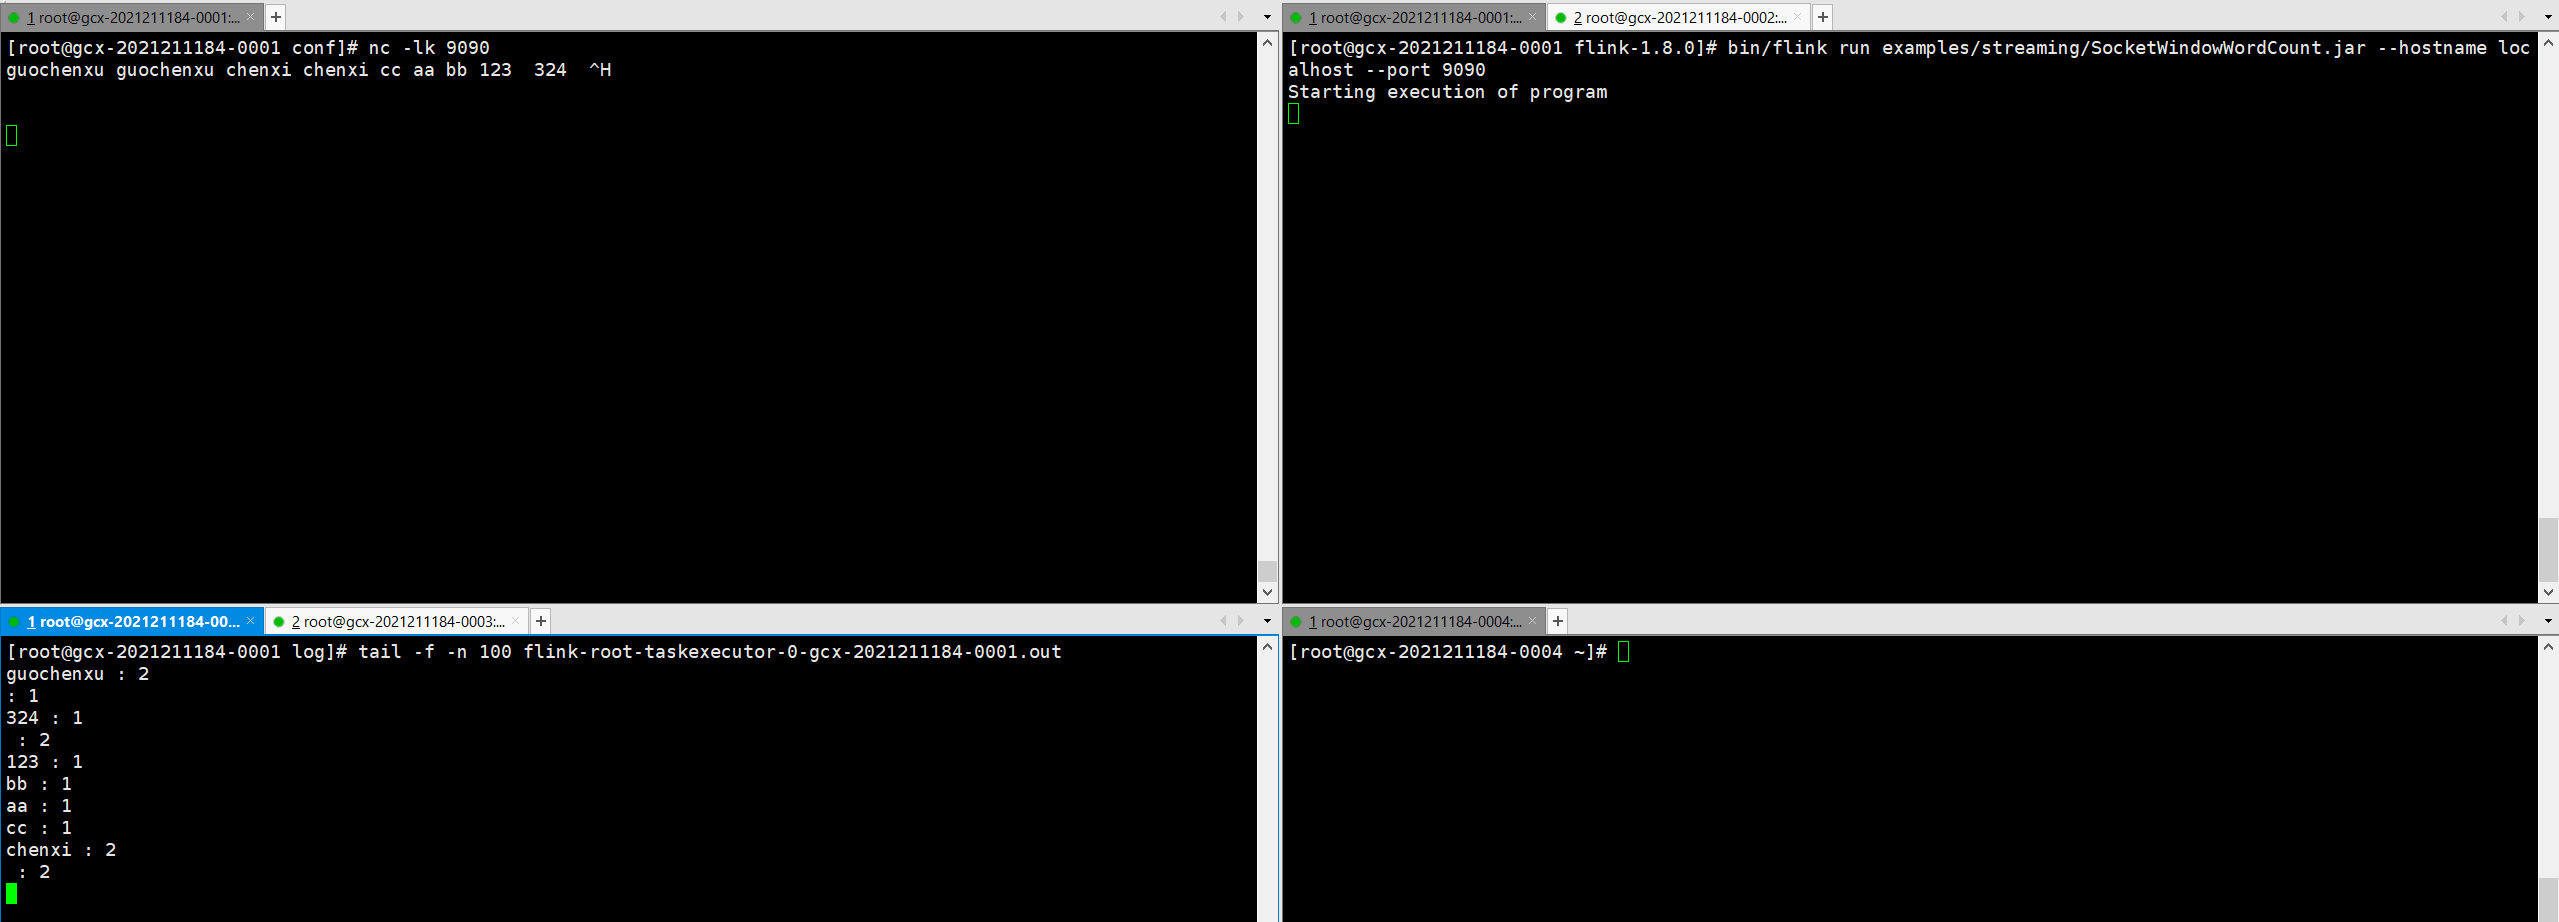 1 root@gcx-2021211184-0001:... × +
[root@gcx-2021211184-0001 conf]# nc -lk 9090
guochenxu guochenxu chenxi chenxi cc aa bb 123  324  ^H
1 root@gcx-2021211184-0001:... × 2 root@gcx-2021211184-0002:... × +
[root@gcx-2021211184-0001 flink-1.8.0]# bin/flink run examples/streaming/SocketWindowWordCount.jar --hostname loc
alhost --port 9090
Starting execution of program
1 root@gcx-2021211184-00... × 2 root@gcx-2021211184-0003:... × +
[root@gcx-2021211184-0001 log]# tail -f -n 100 flink-root-taskexecutor-0-gcx-2021211184-0001.out
guochenxu : 2
: 1
324 : 1
 : 2
123 : 1
bb : 1
aa : 1
cc : 1
chenxi : 2
 : 2
1 root@gcx-2021211184-0004:... × +
[root@gcx-2021211184-0004 ~]#